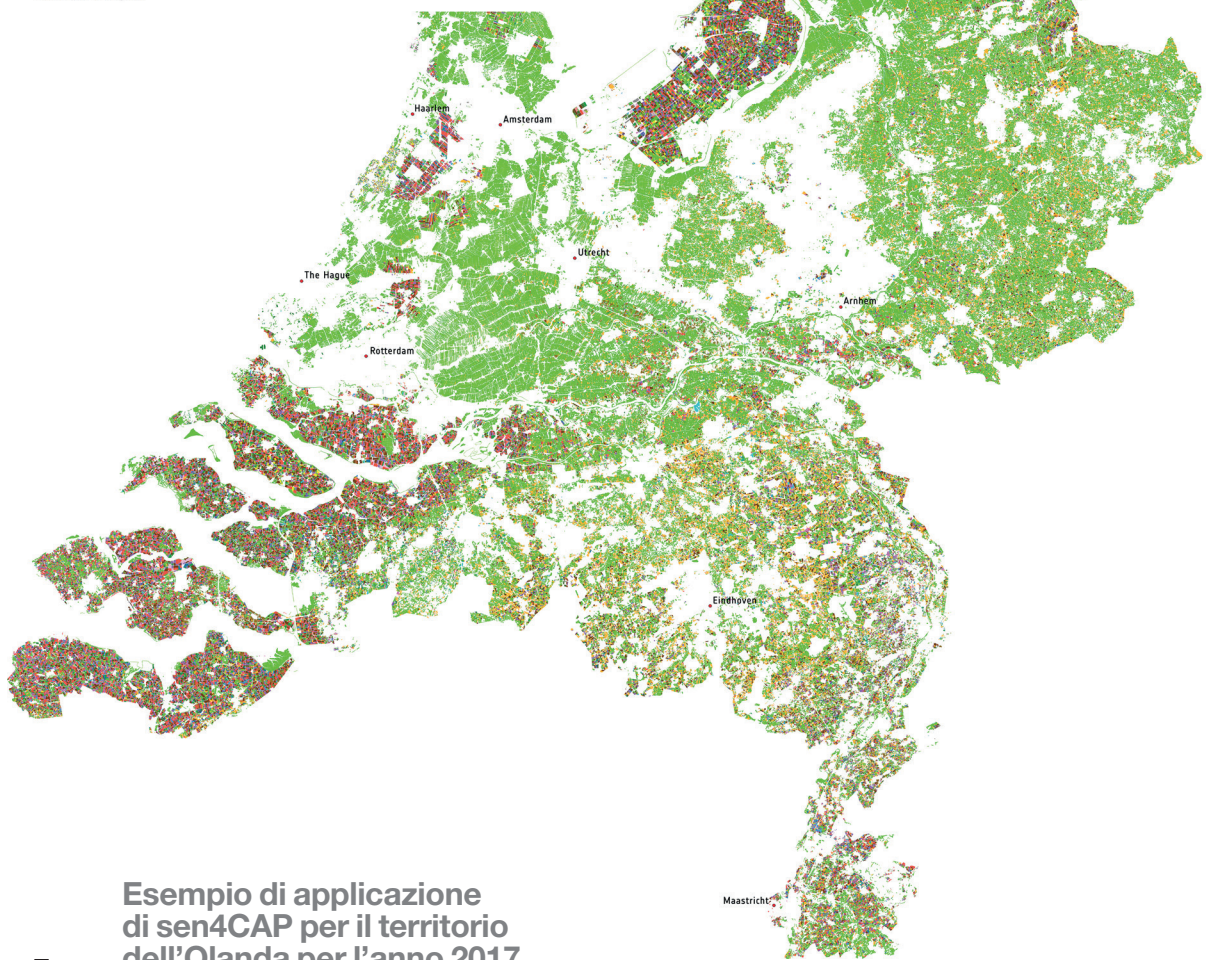 Haarlem
Amsterdam
Utrecht
The Hague
Arnhem
Rotterdam
Eindhoven
Maastricht
Esempio di applicazione
di sen4CAP per il territorio
dell'Olanda per l'anno 2017